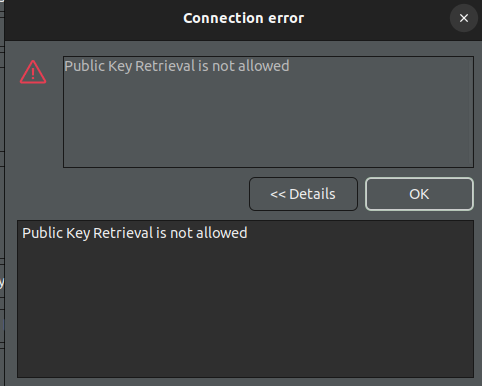 Connection error
Public Key Retrieval is not allowed
<< Details
OK
Public Key Retrieval is not allowed